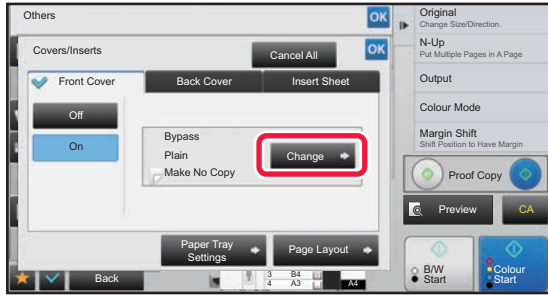 Others
OK
Covers/Inserts
Cancel All
OK
Front Cover
Back Cover
Insert Sheet
Off
On
Bypass
Plain
Make No Copy
Change
Paper Tray
Settings
Page Layout
Back
3 B4
4 A3
A4
Original
Change Size/Direction.
N-Up
Put Multiple Pages in A Page
Output
Colour Mode
Margin Shift
Shift Position to Have Margin
Proof Copy
Preview
CA
B/W
Start
Colour
Start